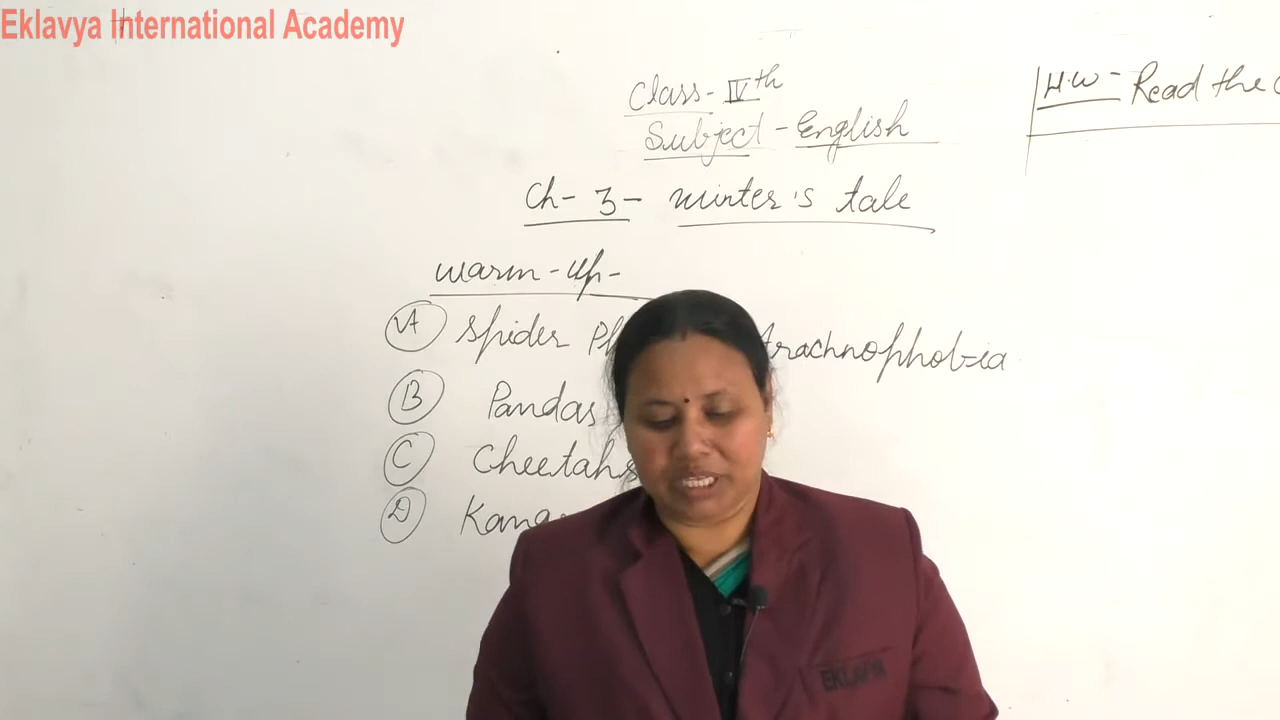 Eklavya International Academy
Class - IVth
Subject - English
H.W - Read the
Ch - 3 - Winter's tale
Warm - Up -
A Spider Arachnophobia
B Pandas
C Cheetahs
D
EKLAVYA